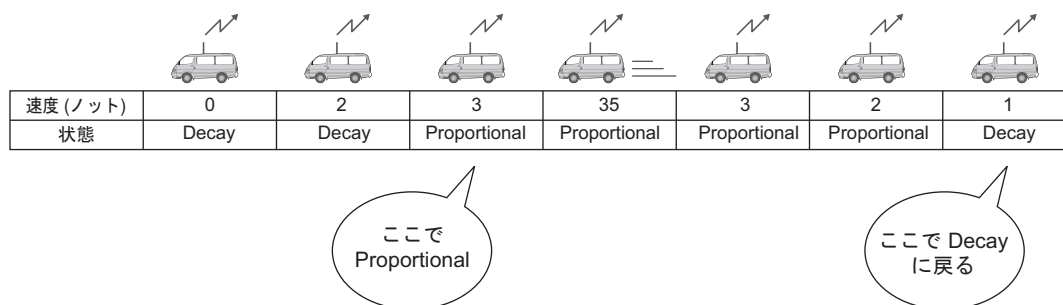 速度 (ノット) 0 2 3 35 3 2 1
状態 Decay Decay Proportional Proportional Proportional Proportional Decay
ここで
Proportional
ここで Decay
に戻る